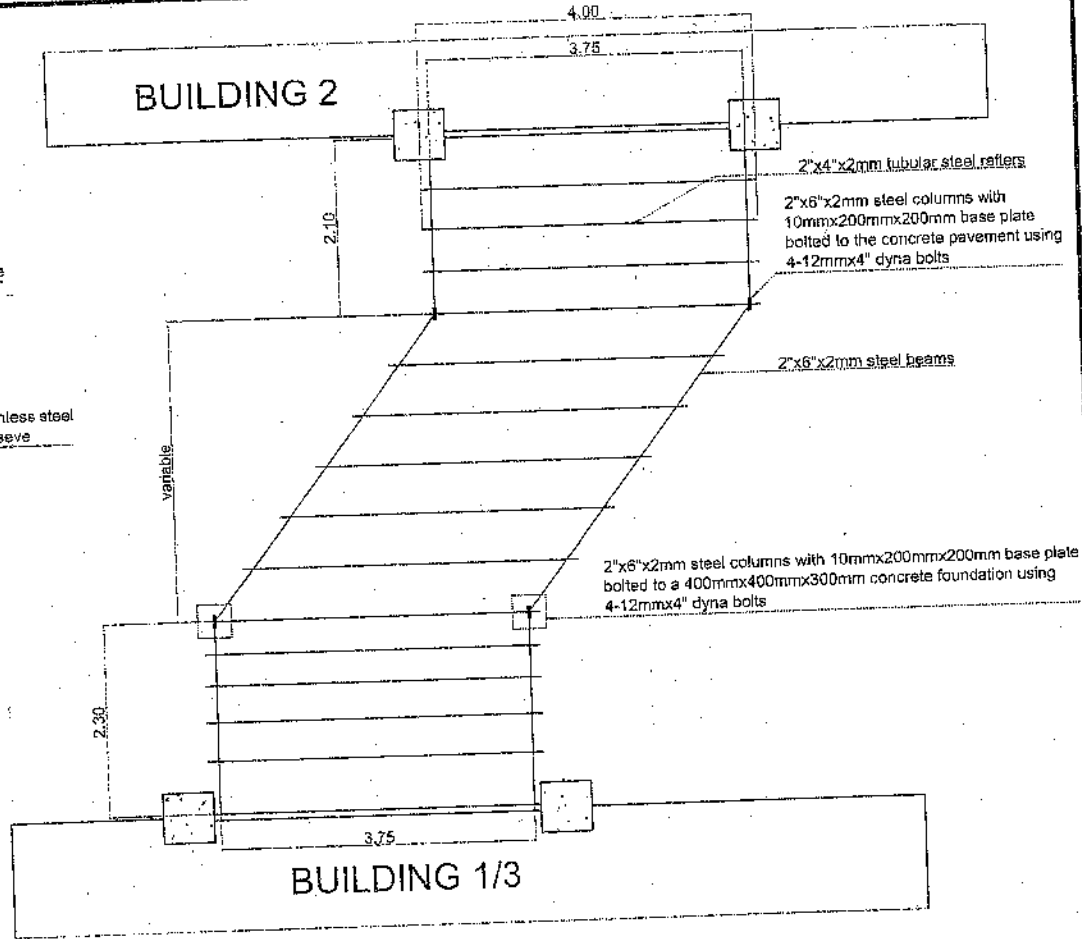 4.00
3.75
BUILDING 2
2"x4"x2mm tubular steel rafters
2"x6"x2mm steel columns with
10mmx200mmx200mm base plate
bolted to the concrete pavement using
4-12mmx4" dyna bolts
2.10
2"x6"x2mm steel beams
steel
variable
2"x6"x2mm steel columns with 10mmx200mmx200mm base plate
bolted to a 400mmx400mmx300mm concrete foundation using
4-12mmx4" dyna bolts
2.30
3.75
BUILDING 1/3